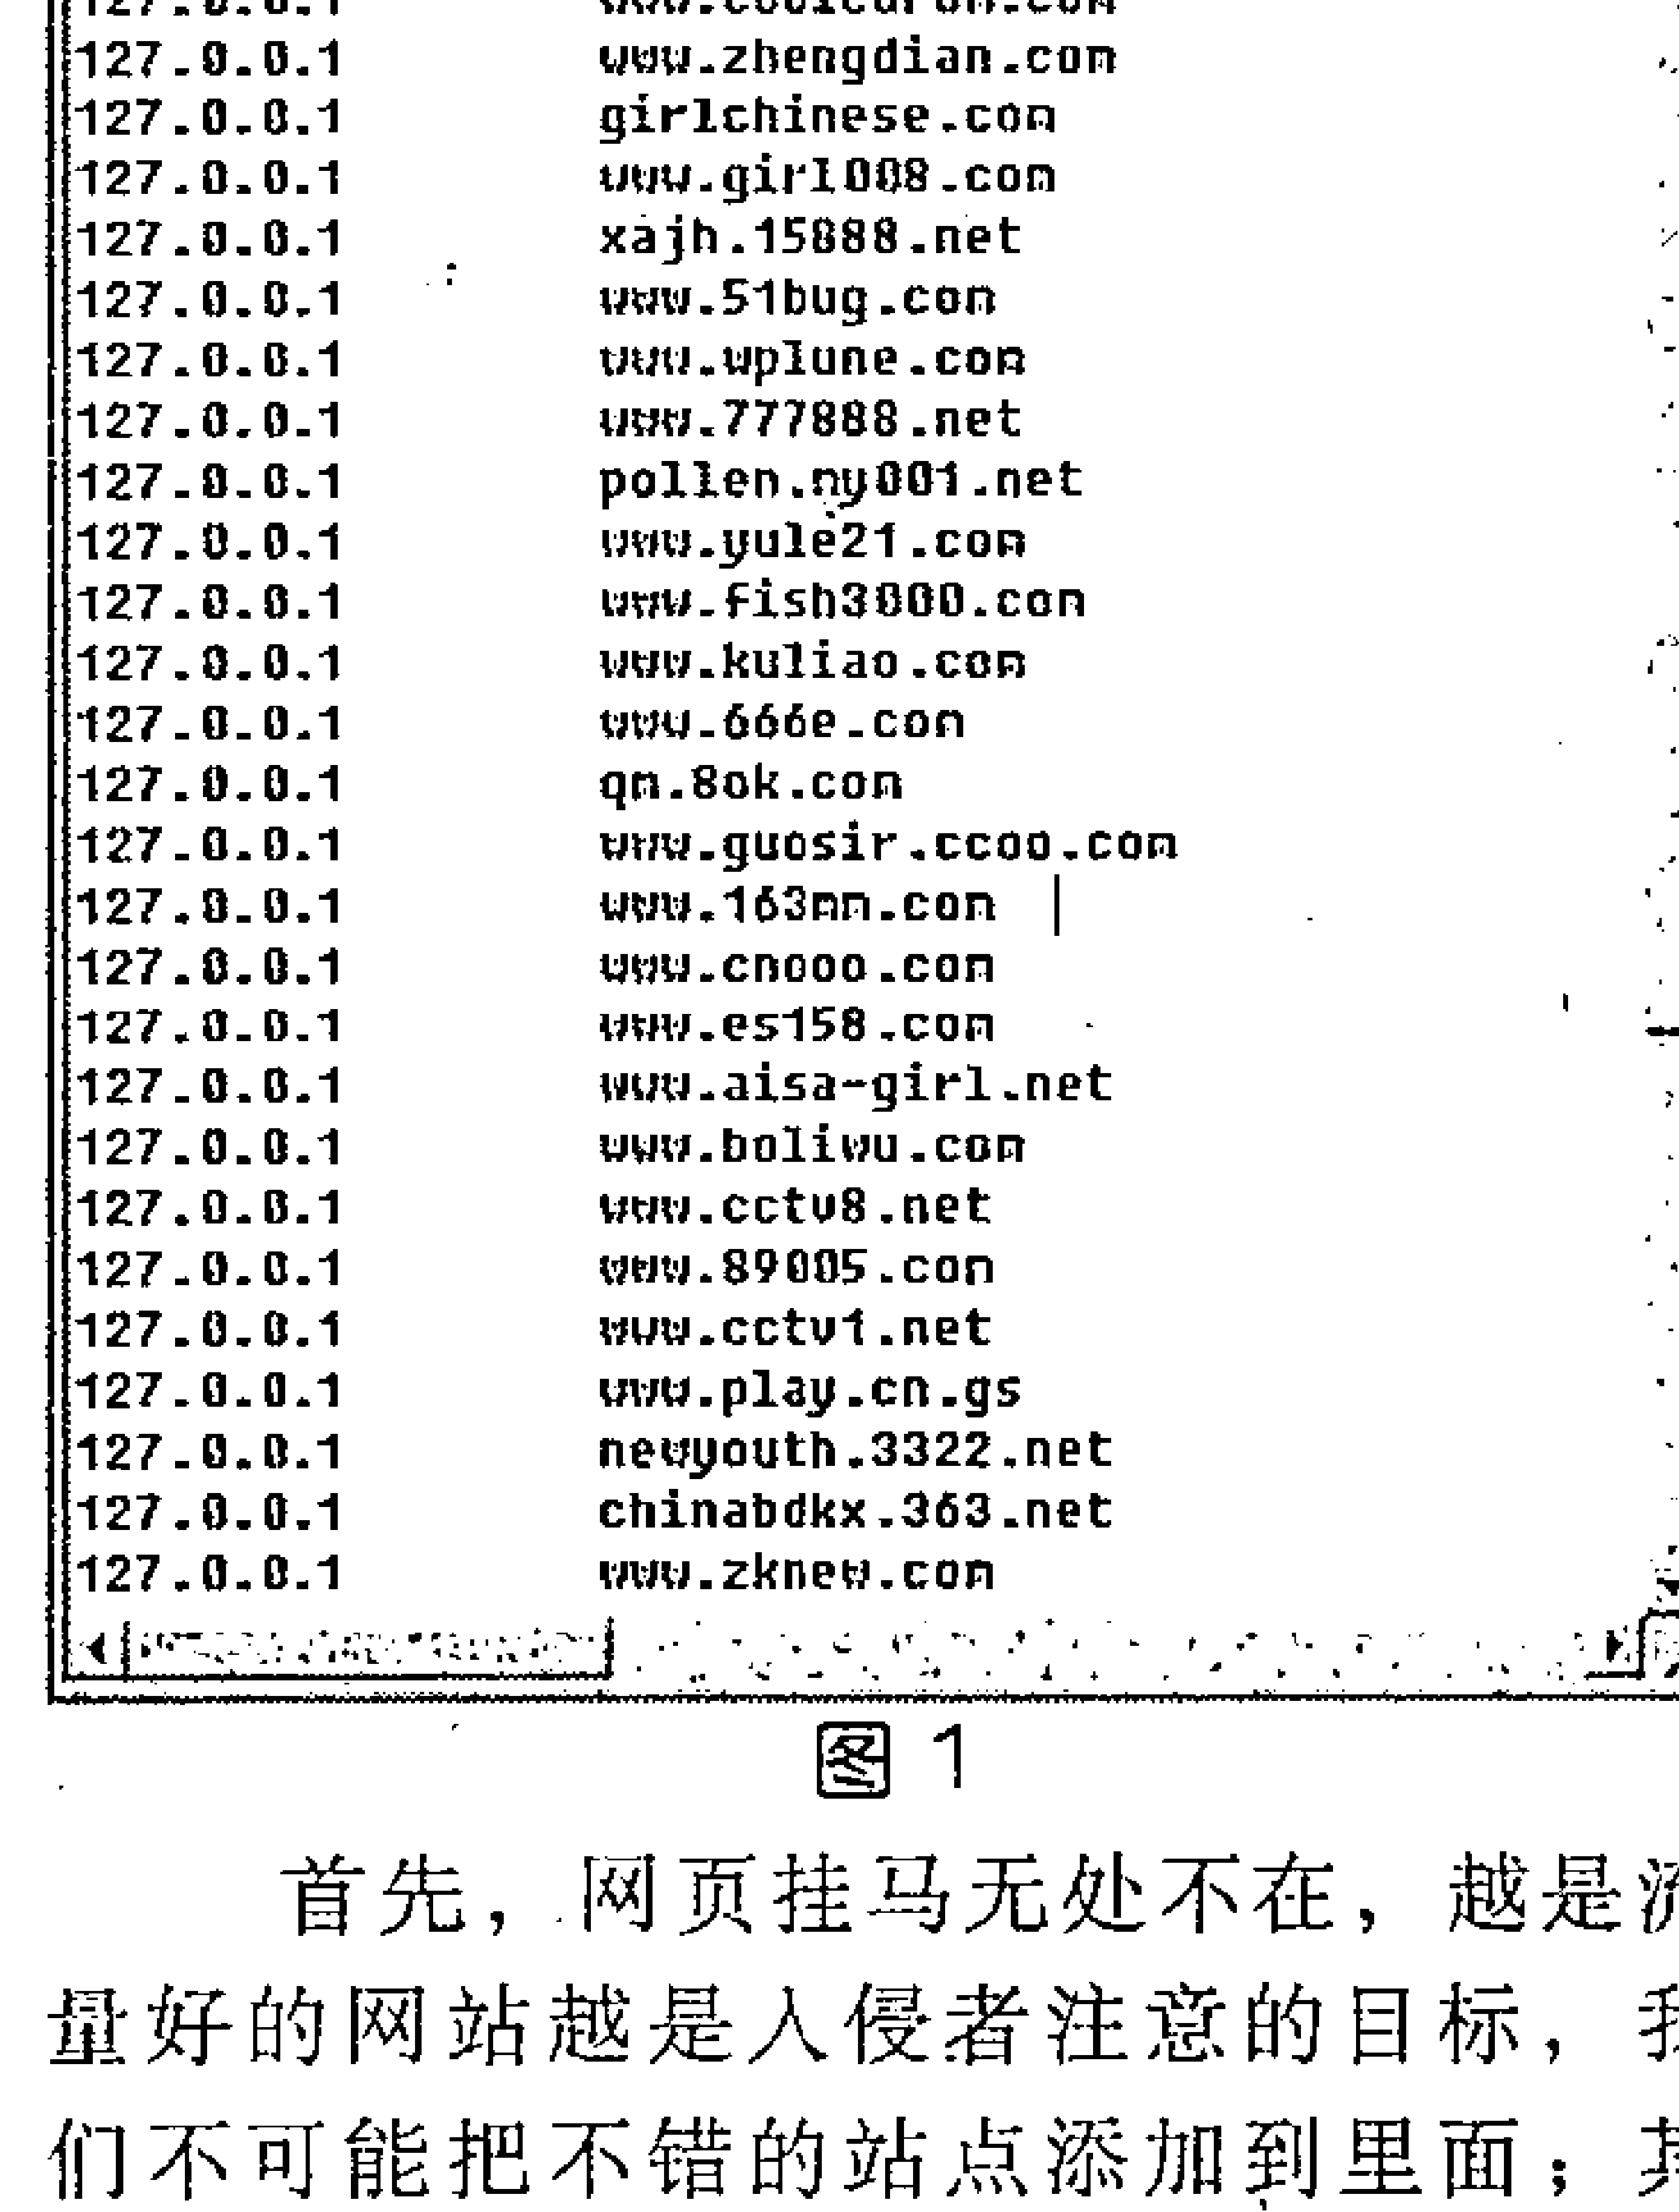 127.0.0.1 www.zhengdian.com
127.0.0.1 girlchinese.com
127.0.0.1 www.girl008.com
127.0.0.1 xajh.15888.net
127.0.0.1 www.51bug.com
127.0.0.1 www.wplune.com
127.0.0.1 www.777888.net
127.0.0.1 pollen.my001.net
127.0.0.1 www.yule21.com
127.0.0.1 www.fish3000.com
127.0.0.1 www.kuliao.com
127.0.0.1 www.666e.com
127.0.0.1 qm.8ok.com
127.0.0.1 www.guosir.ccoo.com
127.0.0.1 www.163mm.com
127.0.0.1 www.cnooo.com
127.0.0.1 www.es158.com
127.0.0.1 www.aisa-girl.net
127.0.0.1 www.boliwu.com
127.0.0.1 www.cctv8.net
127.0.0.1 www.89005.com
127.0.0.1 www.cctv1.net
127.0.0.1 www.play.cn.gs
127.0.0.1 newyouth.3322.net
127.0.0.1 chinabdkx.363.net
127.0.0.1 www.zknew.com
图 1
首先，网页挂马无处不在，越是
量好的网站越是入侵者注意的目标，
们不可能把不错的站点添加到里面；